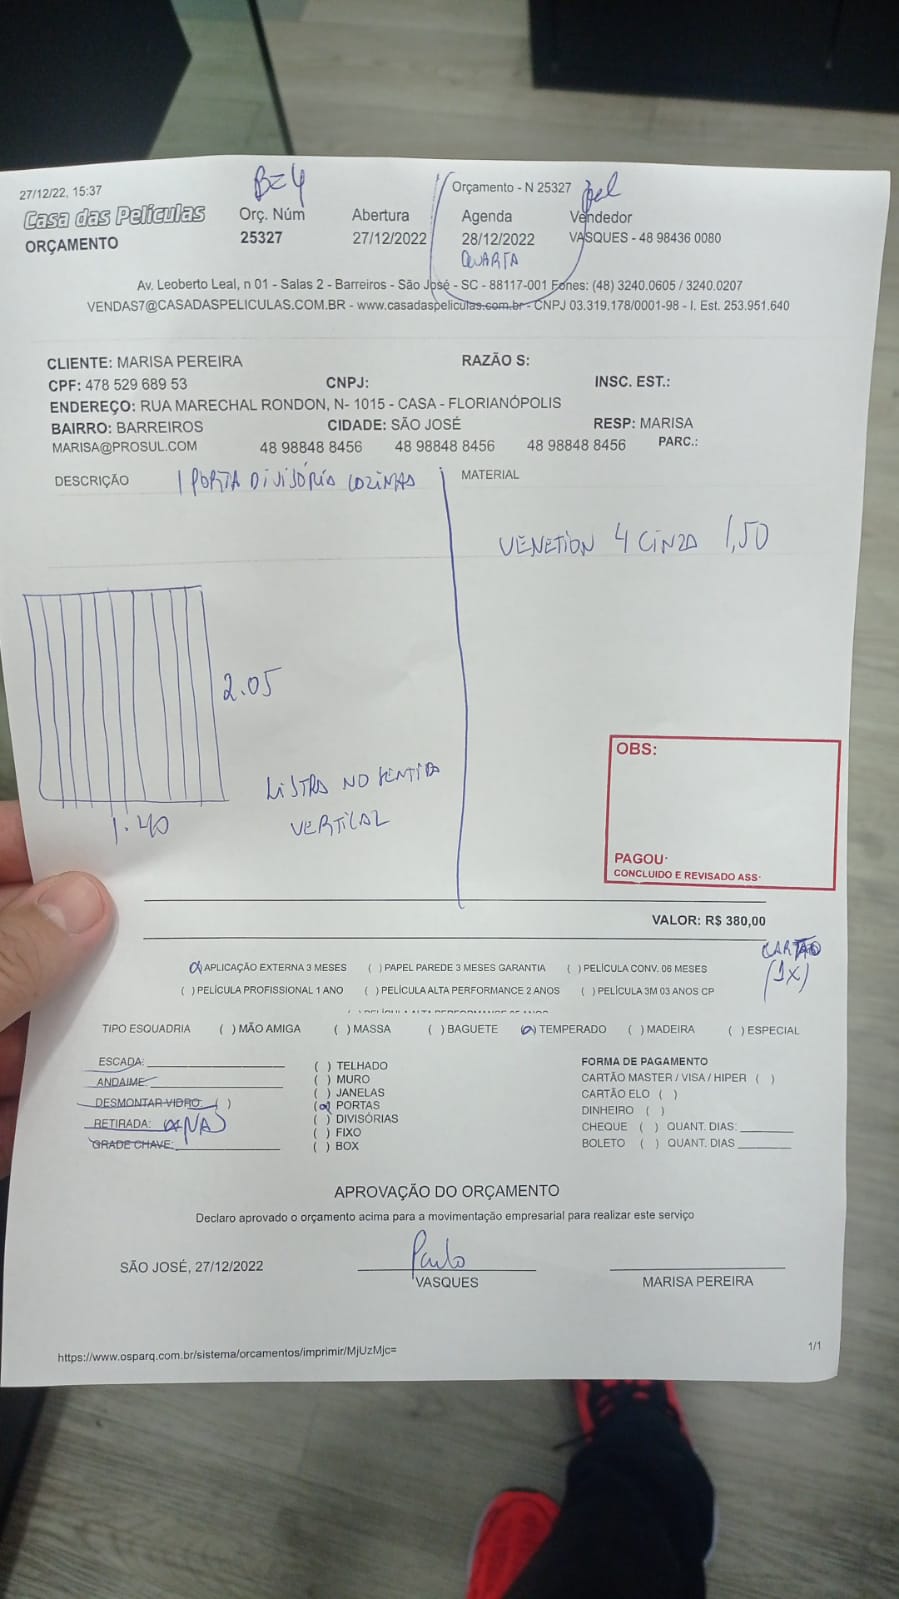 27/12/22, 15:37
B=4
Orçamento - N 25327
Casa das Películas
Orç. Núm
Abertura
Agenda
Vendedor
ORÇAMENTO
25327
27/12/2022
28/12/2022
VASQUES - 48 98436 0080
QUARTA
Av. Leoberto Leal, n 01 - Salas 2 - Barreiros - São José - SC - 88117-001 Fones: (48) 3240.0605 / 3240.0207
VENDAS7@CASADASPELICULAS.COM.BR - www.casadaspeliculas.com.br - CNPJ 03.319.178/0001-98 - I. Est. 253.951.640
CLIENTE: MARISA PEREIRA RAZÃO S:
CPF: 478 529 689 53 CNPJ: INSC. EST.:
ENDEREÇO: RUA MARECHAL RONDON, N- 1015 - CASA - FLORIANÓPOLIS
BAIRRO: BARREIROS CIDADE: SÃO JOSÉ RESP: MARISA
MARISA@PROSUL.COM 48 98848 8456 48 98848 8456 48 98848 8456 PARC.:
DESCRIÇÃO 1 PORTA DIVISÓRIA COZINHA
MATERIAL
VENETION 4 CINZA 1,50
2.05
LISTRA NO SENTIDO
VERTICAL
1.40
OBS:
PAGOU:
CONCLUIDO E REVISADO ASS:
VALOR: R$ 380,00
CARTÃO
(1X)
(X) APLICAÇÃO EXTERNA 3 MESES ( ) PAPEL PAREDE 3 MESES GARANTIA ( ) PELÍCULA CONV. 06 MESES
( ) PELÍCULA PROFISSIONAL 1 ANO ( ) PELÍCULA ALTA PERFORMANCE 2 ANOS ( ) PELÍCULA 3M 03 ANOS CP
TIPO ESQUADRIA ( ) MÃO AMIGA ( ) MASSA ( ) BAGUETE (X) TEMPERADO ( ) MADEIRA ( ) ESPECIAL
ESCADA:
ANDAIME:
DESMONTAR VIDRO: ( )
RETIRADA:
GRADE CHAVE:
( ) TELHADO
( ) MURO
( ) JANELAS
(X) PORTAS
( ) DIVISÓRIAS
( ) FIXO
( ) BOX
FORMA DE PAGAMENTO
CARTÃO MASTER / VISA / HIPER ( )
CARTÃO ELO ( )
DINHEIRO ( )
CHEQUE ( ) QUANT. DIAS:
BOLETO ( ) QUANT. DIAS
APROVAÇÃO DO ORÇAMENTO
Declaro aprovado o orçamento acima para a movimentação empresarial para realizar este serviço
Paulo
SÃO JOSÉ, 27/12/2022
VASQUES
MARISA PEREIRA
https://www.osparq.com.br/sistema/orcamentos/imprimir/MjUzMjc=
1/1